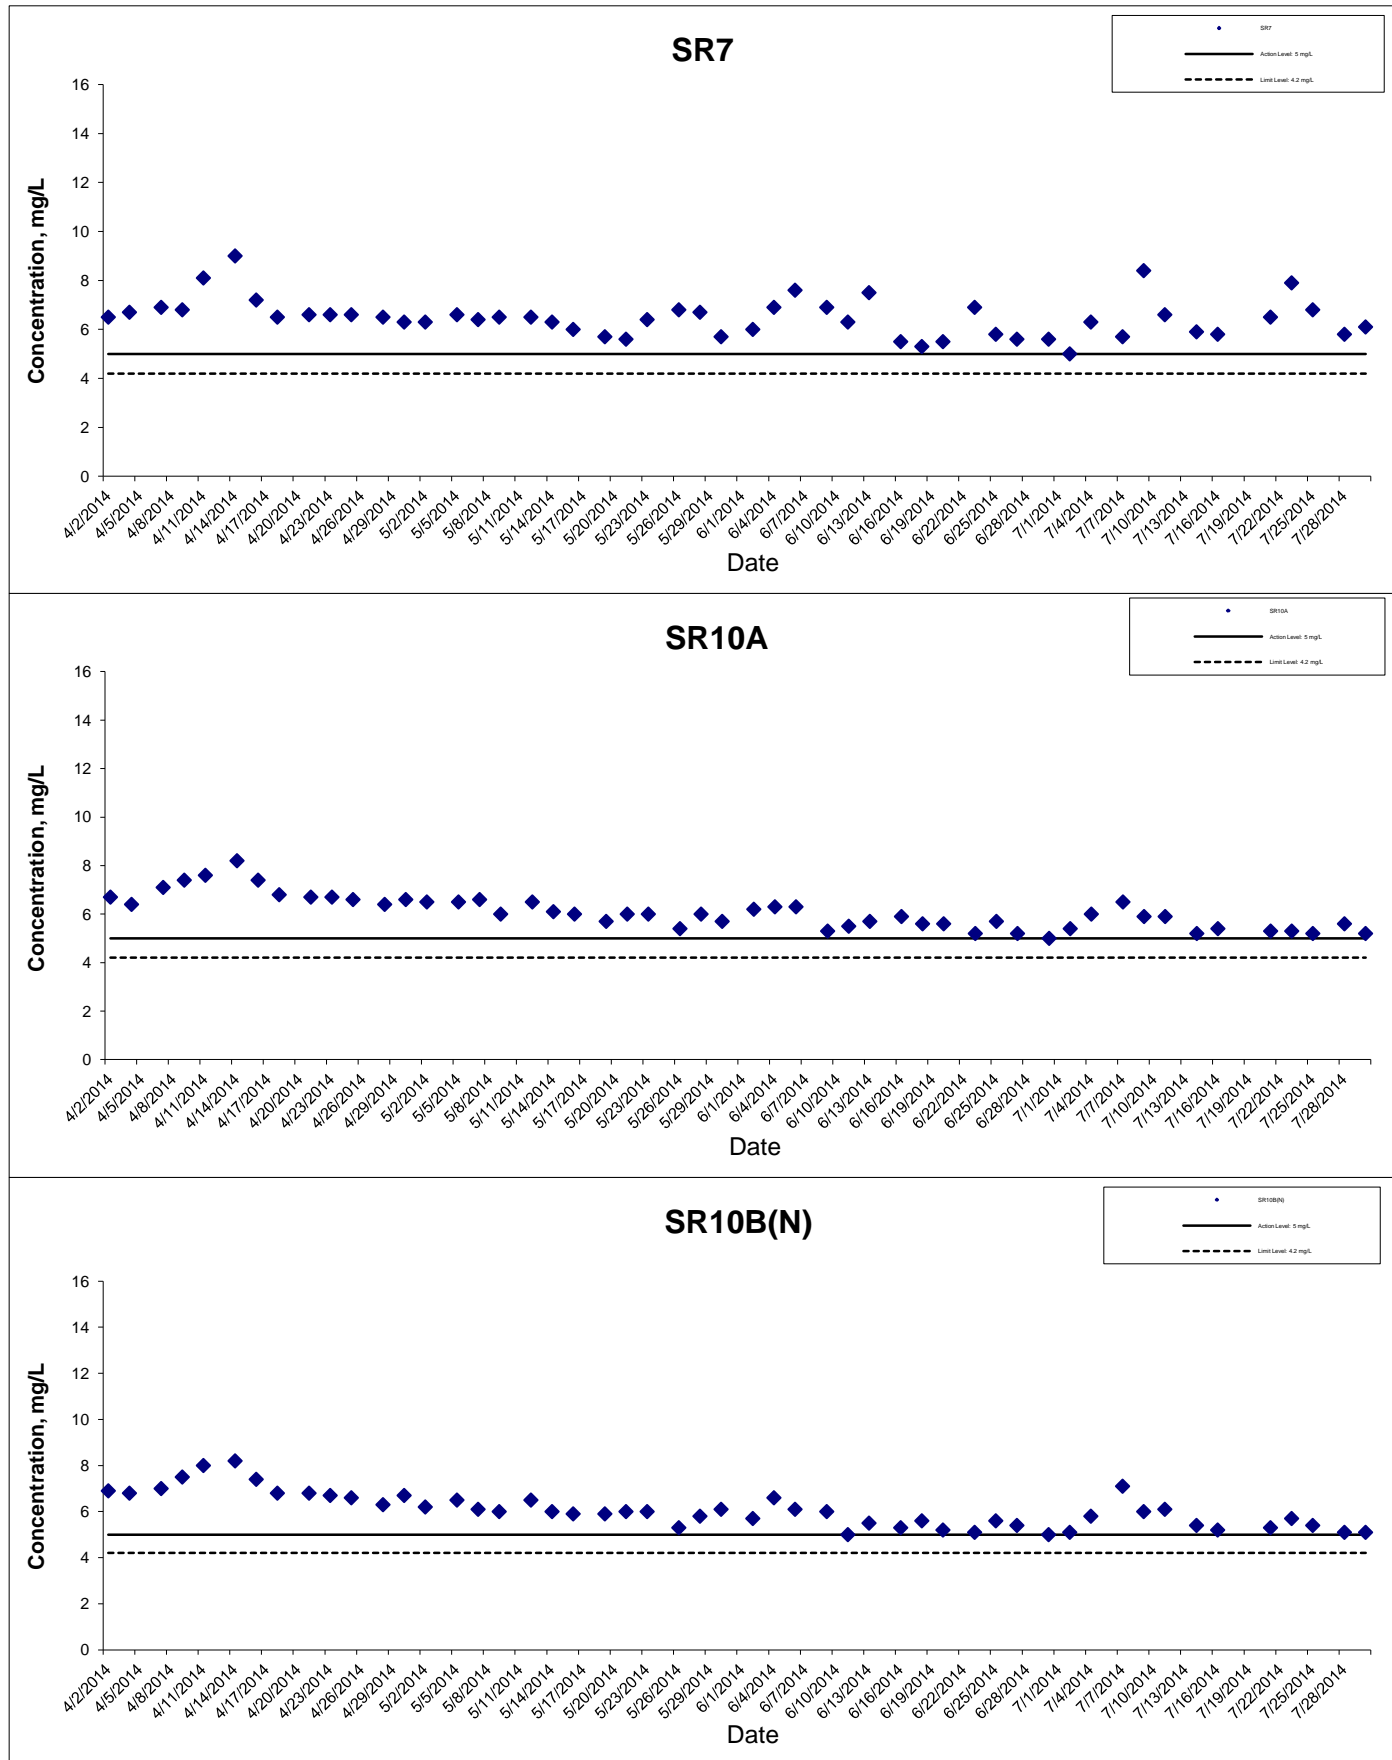 SR7
SR7
Action Level: 5 mg/L
Limit Level: 4.2 mg/L
Concentration, mg/L
16
14
12
10
8
6
4
2
0
4/2/2014 4/5/2014 4/8/2014 4/11/2014 4/14/2014 4/17/2014 4/20/2014 4/23/2014 4/26/2014 4/29/2014 5/2/2014 5/5/2014 5/8/2014 5/11/2014 5/14/2014 5/17/2014 5/20/2014 5/23/2014 5/26/2014 5/29/2014 6/1/2014 6/4/2014 6/7/2014 6/10/2014 6/13/2014 6/16/2014 6/19/2014 6/22/2014 6/25/2014 6/28/2014 7/1/2014 7/4/2014 7/7/2014 7/10/2014 7/13/2014 7/16/2014 7/19/2014 7/22/2014 7/25/2014 7/28/2014
Date
SR10A
SR10A
Action Level: 5 mg/L
Limit Level: 4.2 mg/L
Concentration, mg/L
16
14
12
10
8
6
4
2
0
4/2/2014 4/5/2014 4/8/2014 4/11/2014 4/14/2014 4/17/2014 4/20/2014 4/23/2014 4/26/2014 4/29/2014 5/2/2014 5/5/2014 5/8/2014 5/11/2014 5/14/2014 5/17/2014 5/20/2014 5/23/2014 5/26/2014 5/29/2014 6/1/2014 6/4/2014 6/7/2014 6/10/2014 6/13/2014 6/16/2014 6/19/2014 6/22/2014 6/25/2014 6/28/2014 7/1/2014 7/4/2014 7/7/2014 7/10/2014 7/13/2014 7/16/2014 7/19/2014 7/22/2014 7/25/2014 7/28/2014
Date
SR10B(N)
SR10B(N)
Action Level: 5 mg/L
Limit Level: 4.2 mg/L
Concentration, mg/L
16
14
12
10
8
6
4
2
0
4/2/2014 4/5/2014 4/8/2014 4/11/2014 4/14/2014 4/17/2014 4/20/2014 4/23/2014 4/26/2014 4/29/2014 5/2/2014 5/5/2014 5/8/2014 5/11/2014 5/14/2014 5/17/2014 5/20/2014 5/23/2014 5/26/2014 5/29/2014 6/1/2014 6/4/2014 6/7/2014 6/10/2014 6/13/2014 6/16/2014 6/19/2014 6/22/2014 6/25/2014 6/28/2014 7/1/2014 7/4/2014 7/7/2014 7/10/2014 7/13/2014 7/16/2014 7/19/2014 7/22/2014 7/25/2014 7/28/2014
Date